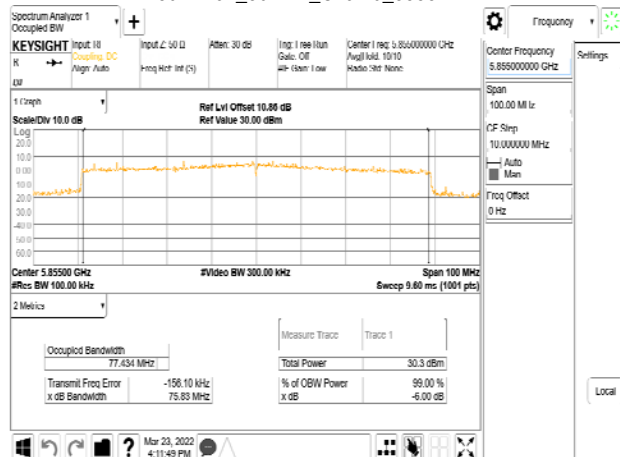 Spectrum Analyzer 1
Occupied BW
Frequency
KEYSIGHT
Input: RF
Coupling: DC
Align: Auto
Input Z: 50 Ω
Freq Ref: Int (S)
Atten: 30 dB
Trig: Free Run
Gate: Off
#IF Gain: Low
Center Freq: 5.855000000 GHz
Avg|Hold: 10/10
Radio Std: None
Center Frequency
5.855000000 GHz
Settings
Span
100.00 MHz
CF Step
10.000000 MHz
Auto
Man
Freq Offset
0 Hz
1 Graph
Scale/Div 10.0 dB
Ref Lvl Offset 10.86 dB
Ref Value 30.00 dBm
Log
20.0
10.0
0.00
10.0
20.0
30.0
-40.0
50.0
60.0
Center 5.85500 GHz
#Res BW 100.00 kHz
#Video BW 300.00 kHz
Span 100 MHz
Sweep 9.60 ms (1001 pts)
2 Metrics
Measure Trace
Trace 1
Occupied Bandwidth
77.434 MHz
Total Power
30.3 dBm
Transmit Freq Error
-156.10 kHz
% of OBW Power
99.00 %
x dB Bandwidth
75.83 MHz
x dB
-6.00 dB
Local
?
Mar 23, 2022
4:11:49 PM